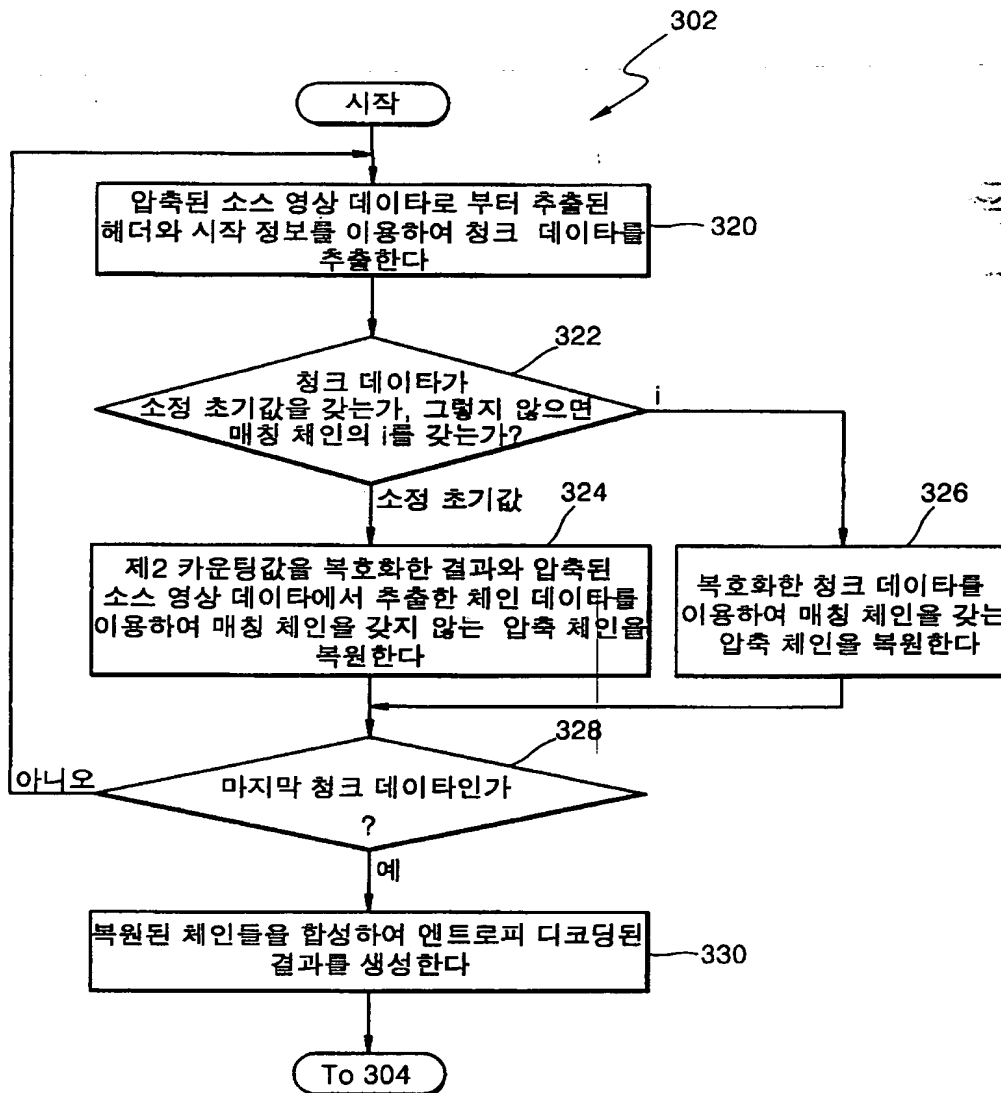 302
시작
압축된 소스 영상 데이타로 부터 추출된
헤더와 시작 정보를 이용하여 청크 데이타를
추출한다
320
322
청크 데이타가
소정 초기값을 갖는가, 그렇지 않으면
매칭 체인의 i를 갖는가?
i
소정 초기값
324
326
제2 카운팅값을 복호화한 결과와 압축된
소스 영상 데이타에서 추출한 체인 데이타를
이용하여 매칭 체인을 갖지 않는 압축 체인을
복원한다
복호화한 청크 데이타를
이용하여 매칭 체인을 갖는
압축 체인을 복원한다
328
아니오
마지막 청크 데이타인가
?
예
복원된 체인들을 합성하여 엔트로피 디코딩된
결과를 생성한다
330
To 304